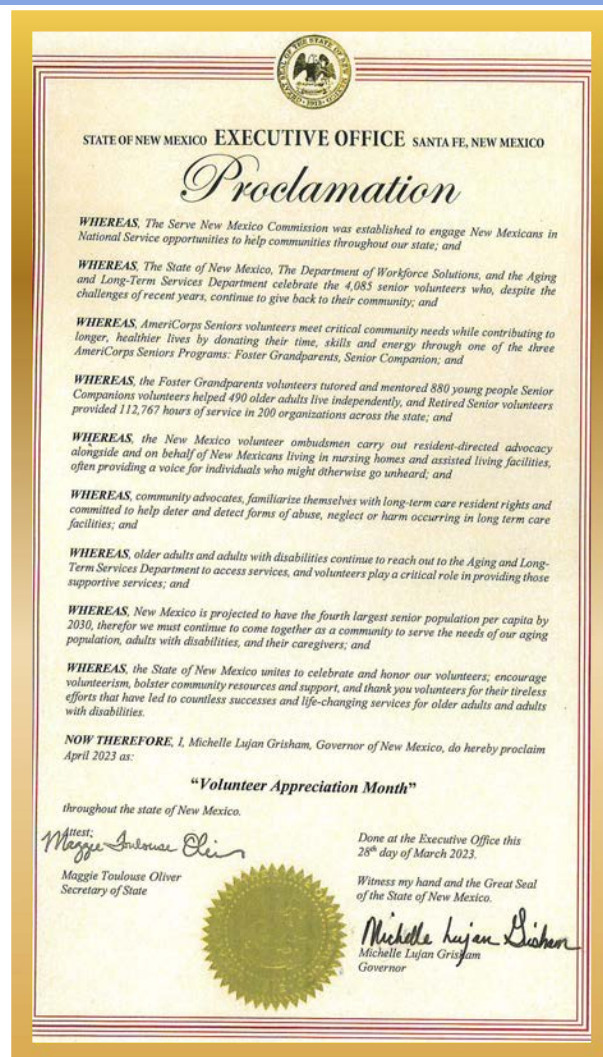 GREAT SEAL OF THE STATE OF NEW MEXICO
1912
STATE OF NEW MEXICO EXECUTIVE OFFICE SANTA FE, NEW MEXICO
Proclamation
WHEREAS, The Serve New Mexico Commission was established to engage New Mexicans in
National Service opportunities to help communities throughout our state; and
WHEREAS, The State of New Mexico, The Department of Workforce Solutions, and the Aging
and Long-Term Services Department celebrate the 4,085 senior volunteers who, despite the
challenges of recent years, continue to give back to their community; and
WHEREAS, AmeriCorps Seniors volunteers meet critical community needs while contributing to
longer, healthier lives by donating their time, skills and energy through one of the three
AmeriCorps Seniors Programs: Foster Grandparents, Senior Companion; and
WHEREAS, the Foster Grandparents volunteers tutored and mentored 880 young people Senior
Companions volunteers helped 490 older adults live independently, and Retired Senior volunteers
provided 112,767 hours of service in 200 organizations across the state; and
WHEREAS, the New Mexico volunteer ombudsmen carry out resident-directed advocacy
alongside and on behalf of New Mexicans living in nursing homes and assisted living facilities,
often providing a voice for individuals who might otherwise go unheard; and
WHEREAS, community advocates, familiarize themselves with long-term care resident rights and
committed to help deter and detect forms of abuse, neglect or harm occurring in long term care
facilities; and
WHEREAS, older adults and adults with disabilities continue to reach out to the Aging and Long-
Term Services Department to access services, and volunteers play a critical role in providing those
supportive services; and
WHEREAS, New Mexico is projected to have the fourth largest senior population per capita by
2030, therefor we must continue to come together as a community to serve the needs of our aging
population, adults with disabilities, and their caregivers; and
WHEREAS, the State of New Mexico unites to celebrate and honor our volunteers; encourage
volunteerism, bolster community resources and support, and thank you volunteers for their tireless
efforts that have led to countless successes and life-changing services for older adults and adults
with disabilities.
NOW THEREFORE, I, Michelle Lujan Grisham, Governor of New Mexico, do hereby proclaim
April 2023 as:
“Volunteer Appreciation Month”
throughout the state of New Mexico.
Attest:
Maggie Toulouse Oliver
Maggie Toulouse Oliver
Secretary of State
Done at the Executive Office this
28th day of March 2023.
Witness my hand and the Great Seal
of the State of New Mexico.
Michelle Lujan Grisham
Michelle Lujan Grisham
Governor